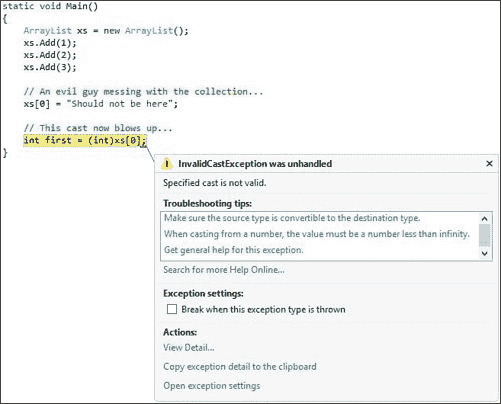 static void Main()
{
ArrayList xs = new ArrayList();
xs.Add(1);
xs.Add(2);
xs.Add(3);
// An evil guy messing with the collection...
xs[0] = "Should not be here";
// This cast now blows up...
int first = (int)xs[0];
}
InvalidCastException was unhandled
Specified cast is not valid.
Troubleshooting tips:
Make sure the source type is convertible to the destination type.
When casting from a number, the value must be a number less than infinity.
Get general help for this exception.
Search for more Help Online...
Exception settings:
Break when this exception type is thrown
Actions:
View Detail...
Copy exception detail to the clipboard
Open exception settings